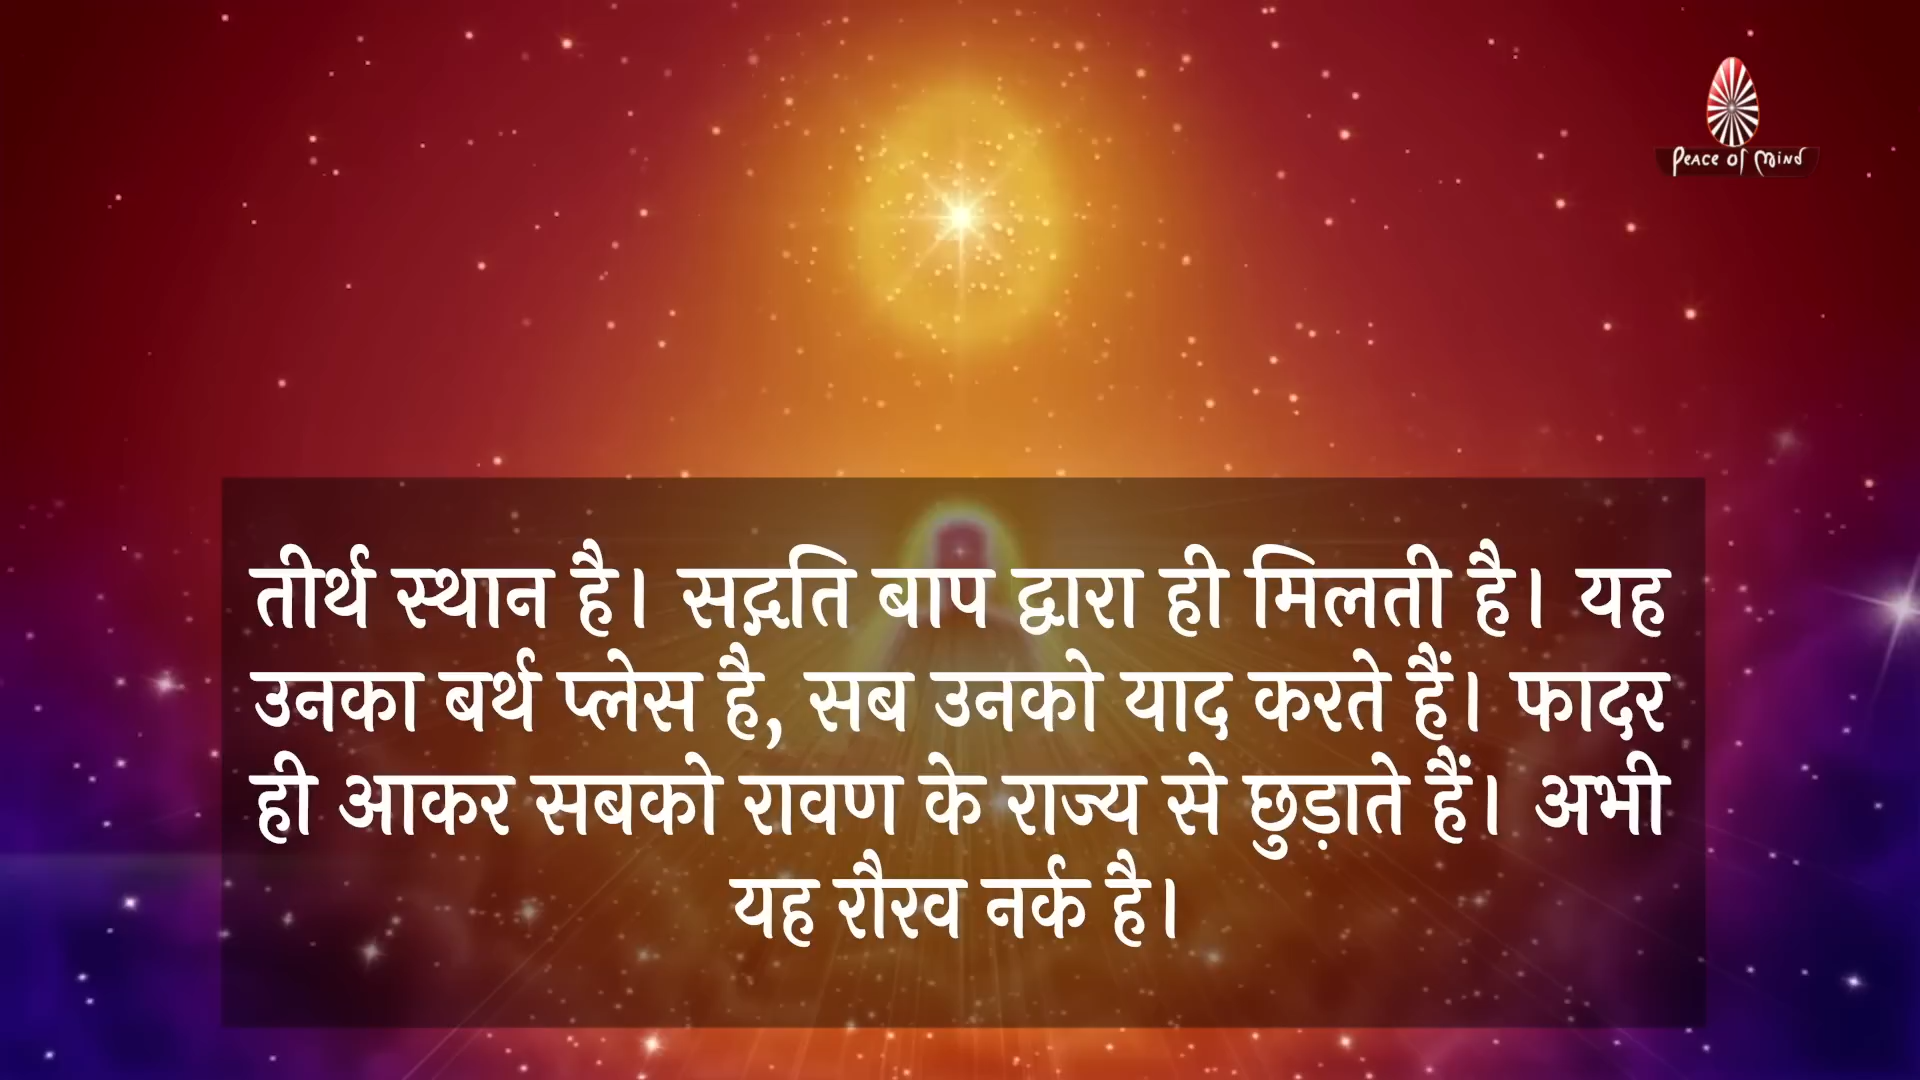 Peace of Mind
तीर्थ स्थान है। सद्गति बाप द्वारा ही मिलती है। यह
उनका बर्थ प्लेस है, सब उनको याद करते हैं। फादर
ही आकर सबको रावण के राज्य से छुड़ाते हैं। अभी
यह रौरव नर्क है।